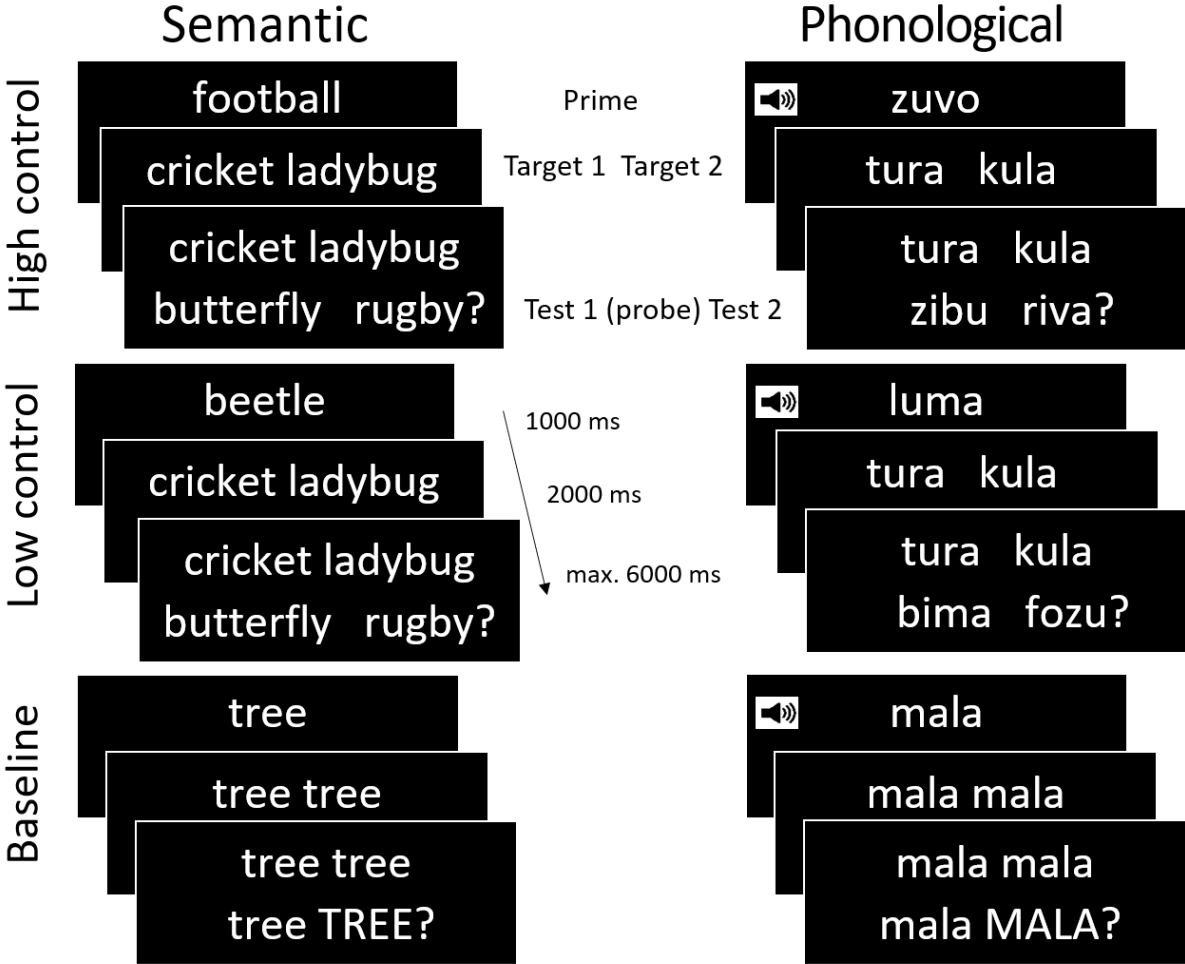 Semantic
Phonological
High control
football
cricket ladybug
cricket ladybug
butterfly rugby?
Prime
Target 1 Target 2
Test 1 (probe) Test 2
zuvo
tura kula
tura kula
zibu riva?
Low control
beetle
cricket ladybug
cricket ladybug
butterfly rugby?
1000 ms
2000 ms
max. 6000 ms
luma
tura kula
tura kula
bima fozu?
Baseline
tree
tree tree
tree tree
tree TREE?
mala
mala mala
mala mala
mala MALA?